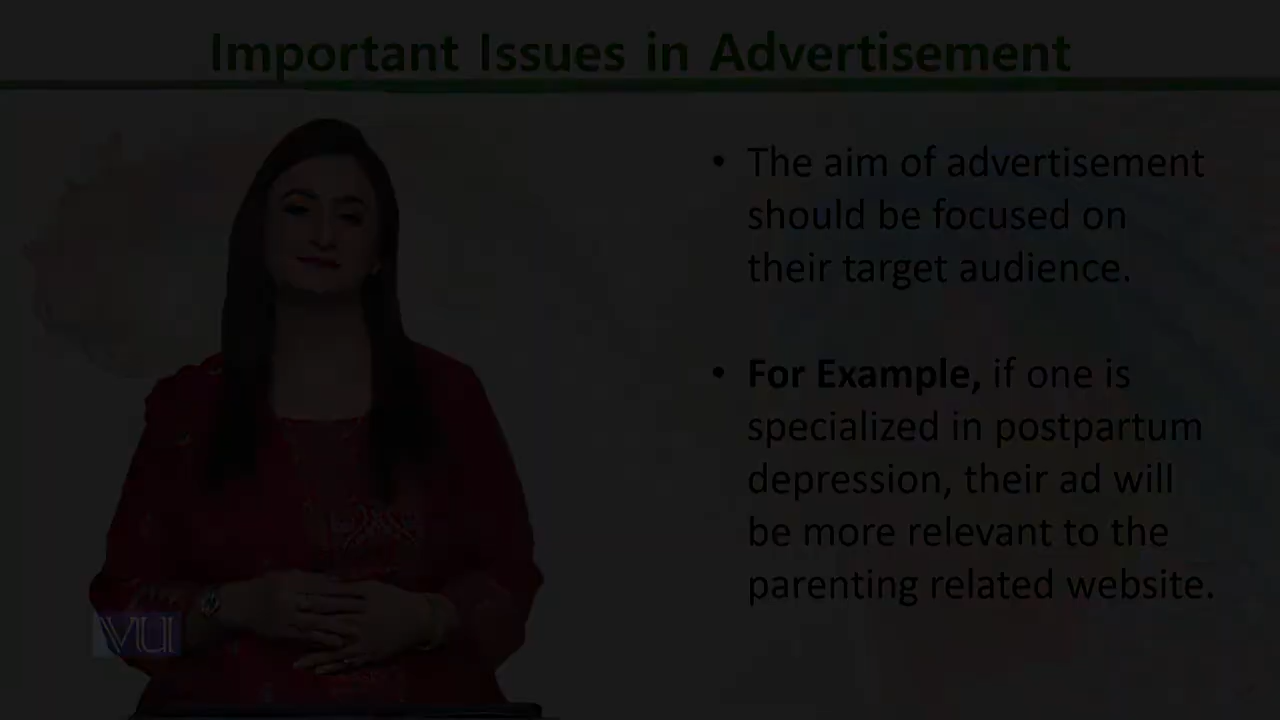 Important Issues in Advertisement
• The aim of advertisement
should be focused on
their target audience.
• For Example, if one is
specialized in postpartum
depression, their ad will
be more relevant to the
parenting related website.
VU